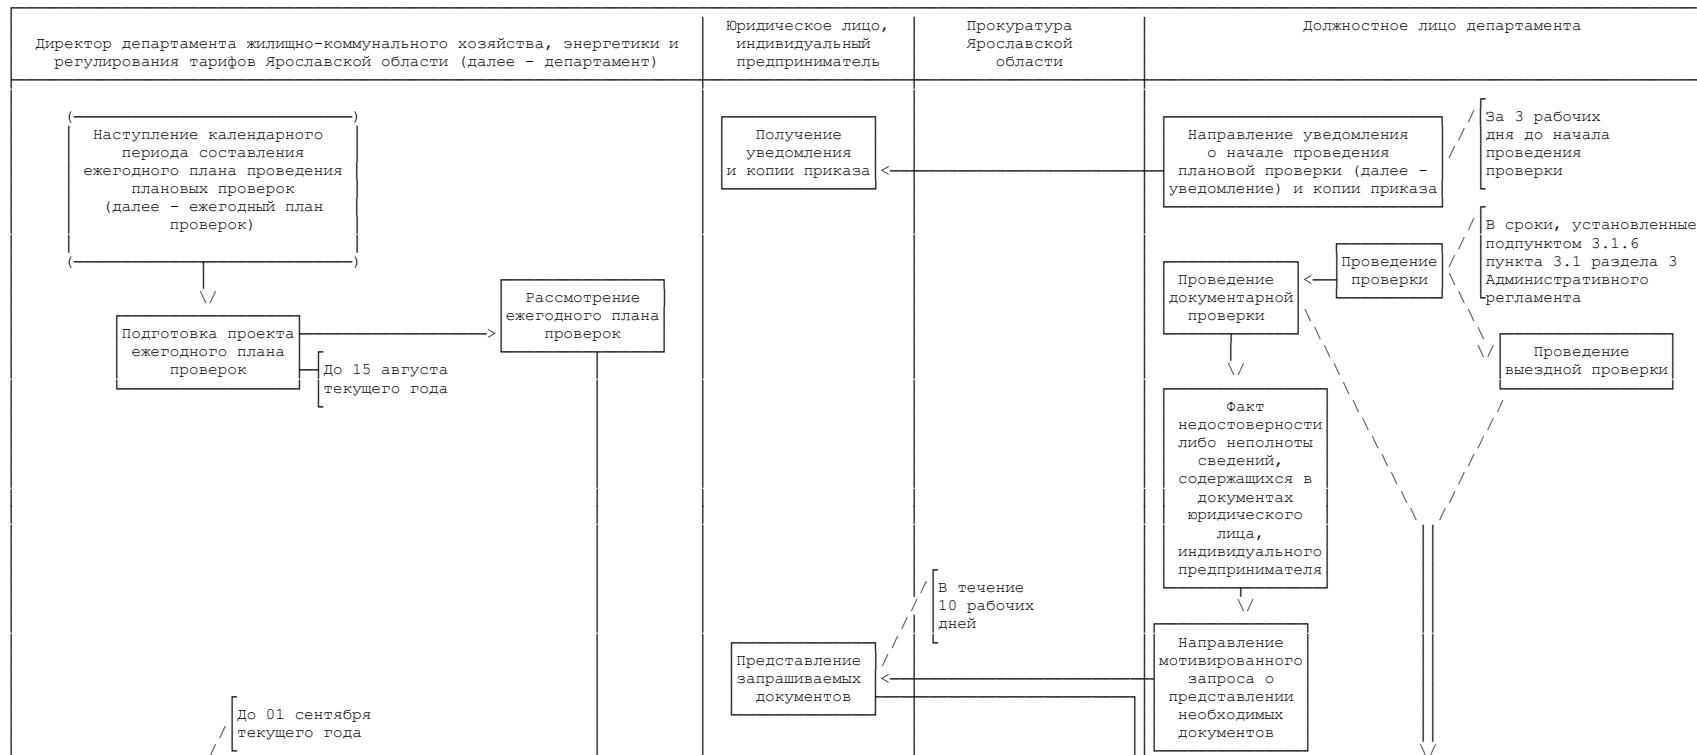 Директор департамента жилищно-коммунального хозяйства, энергетики и
регулирования тарифов Ярославской области (далее - департамент)
Юридическое лицо,
индивидуальный
предприниматель
Прокуратура
Ярославской
области
Должностное лицо департамента
Наступление календарного
периода составления
ежегодного плана проведения
плановых проверок
(далее - ежегодный план
проверок)
Получение
уведомления
и копии приказа
Направление уведомления
о начале проведения
плановой проверки (далее -
уведомление) и копии приказа
За 3 рабочих
дня до начала
проведения
проверки
В сроки, установленные
подпунктом 3.1.6
пункта 3.1 раздела 3
Административного
регламента
Проведение
проверки
Проведение
документарной
проверки
Рассмотрение
ежегодного плана
проверок
Подготовка проекта
ежегодного плана
проверок
До 15 августа
текущего года
Проведение
выездной проверки
Факт
недостоверности
либо неполноты
сведений,
содержащихся в
документах
юридического
лица,
индивидуального
предпринимателя
В течение
10 рабочих
дней
Представление
запрашиваемых
документов
Направление
мотивированного
запроса о
представлении
необходимых
документов
До 01 сентября
текущего года